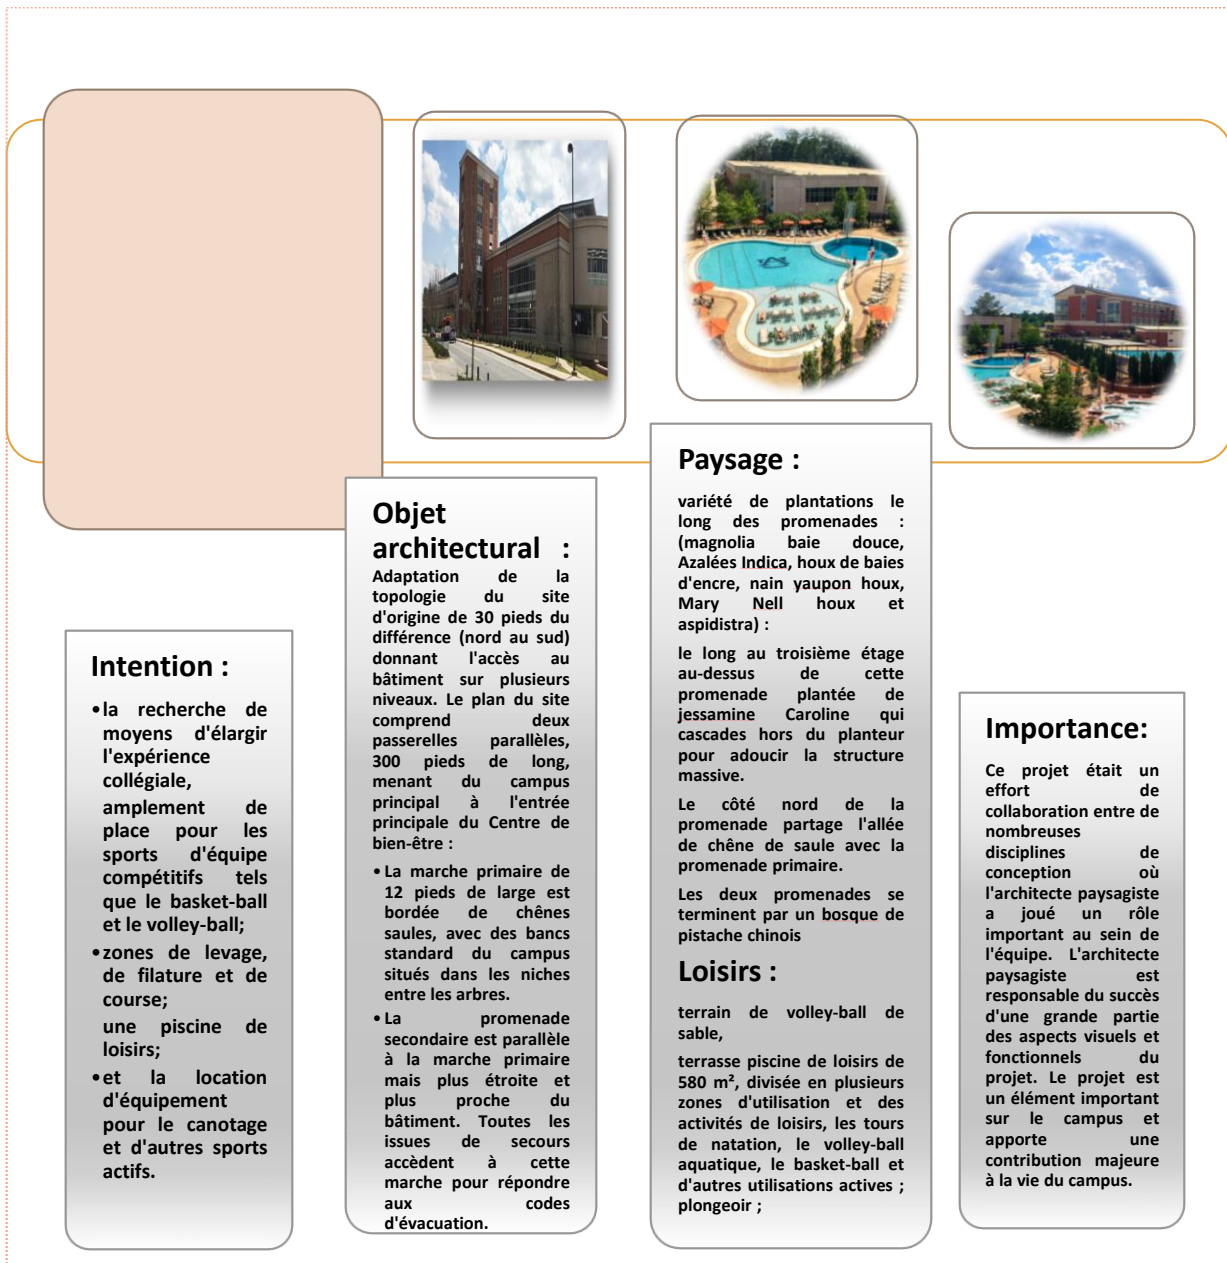 Intention :
•la recherche de
moyens d'élargir
l'expérience
collégiale,
amplement de
place pour les
sports d'équipe
compétitifs tels
que le basket-ball
et le volley-ball;
•zones de levage,
de filature et de
course;
une piscine de
loisirs;
•et la location
d'équipement
pour le canotage
et d'autres sports
actifs.
Objet
architectural :
Adaptation de la
topologie du site
d'origine de 30 pieds du
différence (nord au sud)
donnant l'accès au
bâtiment sur plusieurs
niveaux. Le plan du site
comprend deux
passerelles parallèles,
300 pieds de long,
menant du campus
principal à l'entrée
principale du Centre de
bien-être :
• La marche primaire de
12 pieds de large est
bordée de chênes
saules, avec des bancs
standard du campus
situés dans les niches
entre les arbres.
• La promenade
secondaire est parallèle
à la marche primaire
mais plus étroite et
plus proche du
bâtiment. Toutes les
issues de secours
accèdent à cette
marche pour répondre
aux codes
d'évacuation.
Paysage :
variété de plantations le
long des promenades :
(magnolia baie douce,
Azalées Indica, houx de baies
d'encre, nain yaupon houx,
Mary Nell houx et
aspidistra) :
le long au troisième étage
au-dessus de cette
promenade plantée de
jessamine Caroline qui
cascades hors du planteur
pour adoucir la structure
massive.
Le côté nord de la
promenade partage l'allée
de chêne de saule avec la
promenade primaire.
Les deux promenades se
terminent par un bosque de
pistache chinois
Loisirs :
terrain de volley-ball de
sable,
terrasse piscine de loisirs de
580 m², divisée en plusieurs
zones d'utilisation et des
activités de loisirs, les tours
de natation, le volley-ball
aquatique, le basket-ball et
d'autres utilisations actives ;
plongeoir ;
Importance:
Ce projet était un
effort de
collaboration entre de
nombreuses
disciplines de
conception où
l'architecte paysagiste
a joué un rôle
important au sein de
l'équipe. L'architecte
paysagiste est
responsable du succès
d'une grande partie
des aspects visuels et
fonctionnels du
projet. Le projet est
un élément important
sur le campus et
apporte une
contribution majeure
à la vie du campus.